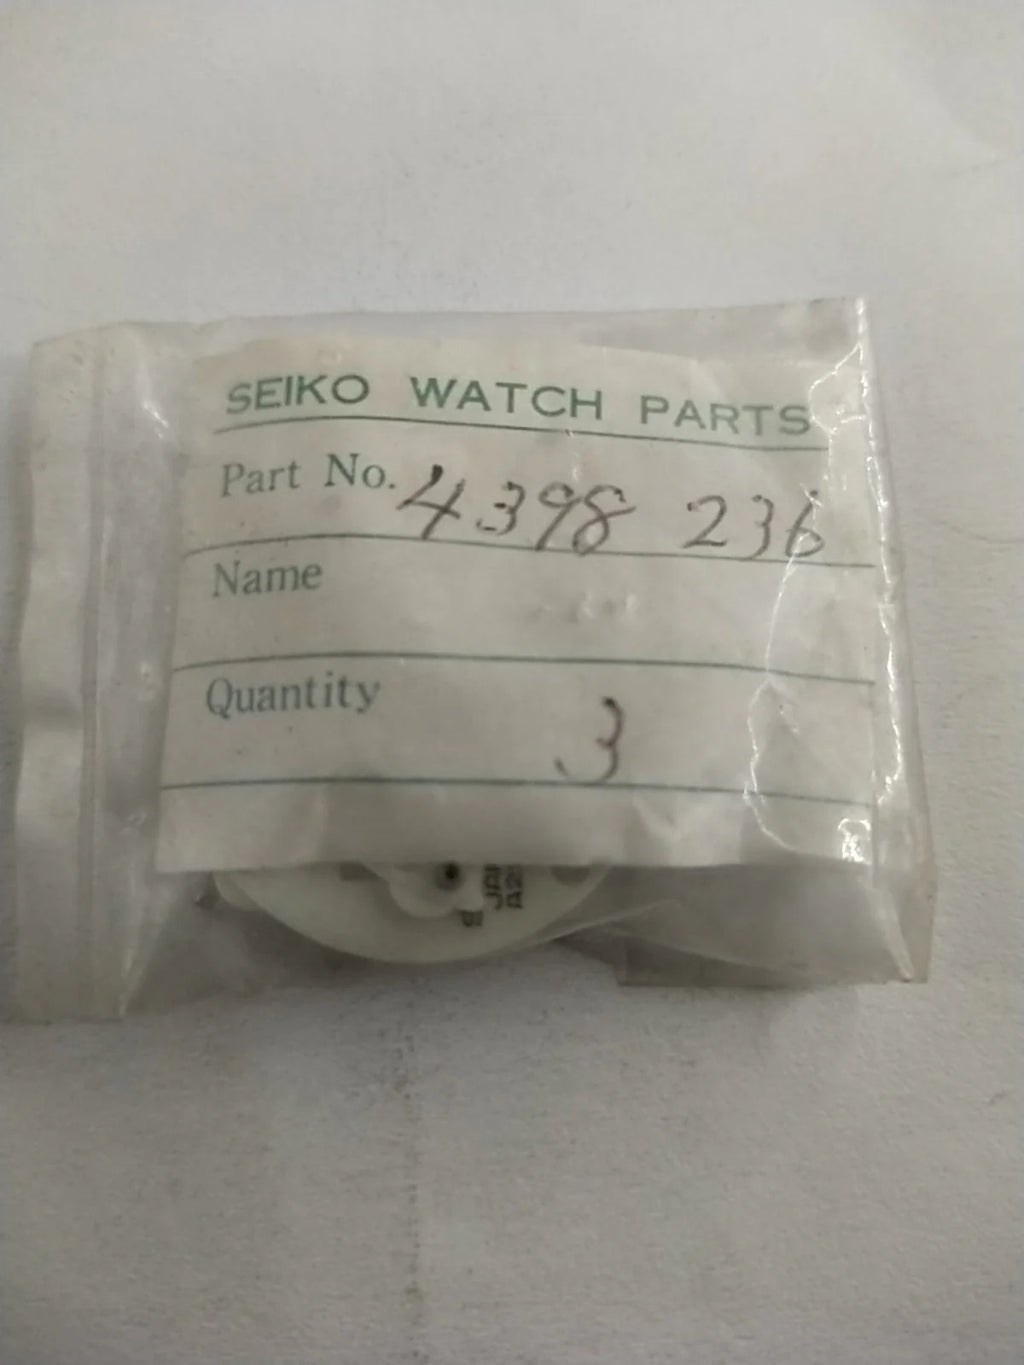 SEIKO WATCH PARTS
Part No. 4398 236
Name
Quantity 3